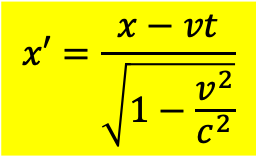 x′ = (x − vt) / √(1 − v²/c²)